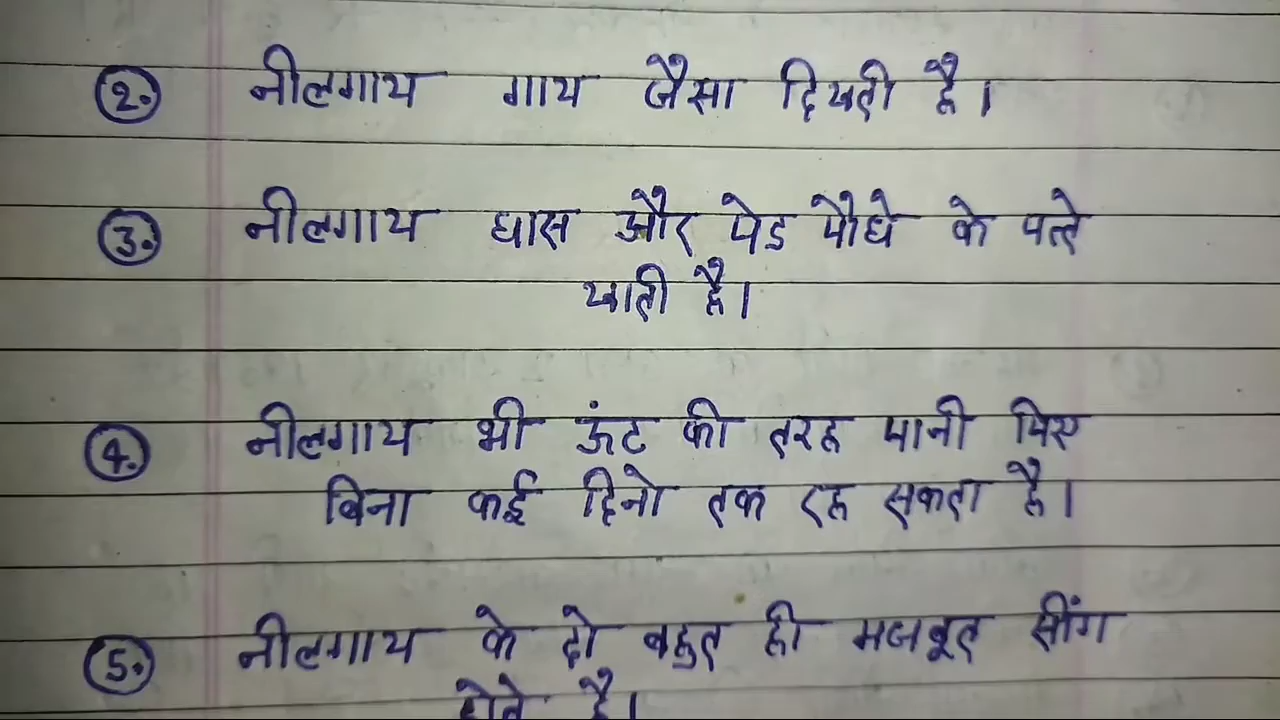 2. नीलगाय गाय जैसा दिखती है।
3. नीलगाय घास और पेड पौधे के पत्ते
खाती है।
4. नीलगाय भी ऊंट की तरह पानी पिए
बिना कई दिनो तक रह सकता है।
5. नीलगाय के दो बहुत ही मजबूत सींग
होते है।